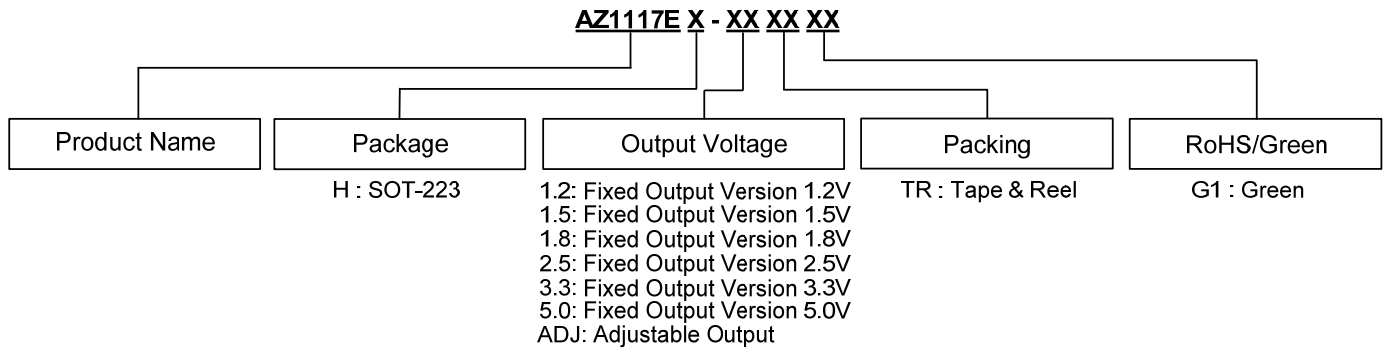 AZ1117E X - XX XX XX
Product Name
Package
Output Voltage
Packing
RoHS/Green
H : SOT-223
1.2: Fixed Output Version 1.2V
1.5: Fixed Output Version 1.5V
1.8: Fixed Output Version 1.8V
2.5: Fixed Output Version 2.5V
3.3: Fixed Output Version 3.3V
5.0: Fixed Output Version 5.0V
ADJ: Adjustable Output
TR : Tape & Reel
G1 : Green